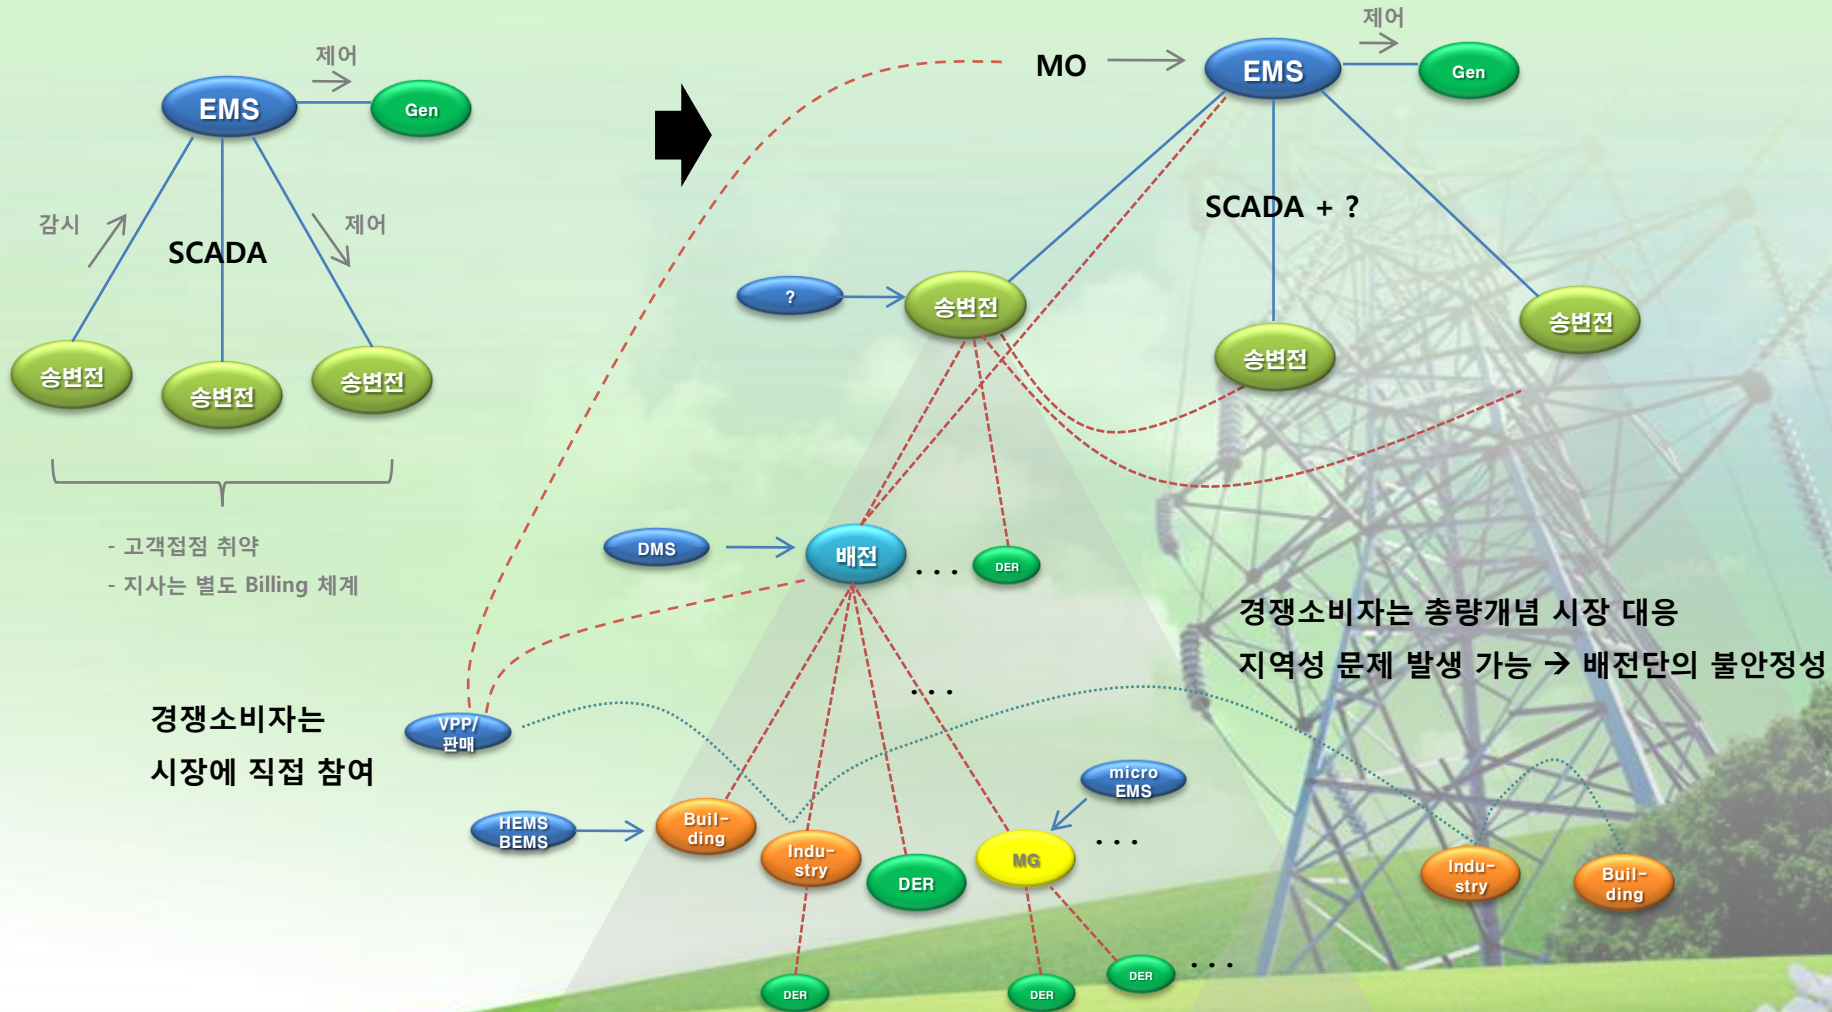 제어
EMS
Gen
감시
SCADA
제어
송변전
송변전
송변전
- 고객접점 취약
- 지사는 별도 Billing 체계
제어
MO
EMS
Gen
SCADA + ?
?
송변전
송변전
송변전
DMS
배전
...
DER
경쟁소비자는 총량개념 시장 대응
지역성 문제 발생 가능 → 배전단의 불안정성
...
경쟁소비자는
시장에 직접 참여
VPP/
판매
micro
EMS
HEMS
BEMS
Buil-
ding
Indu-
stry
DER
MG
...
Indu-
stry
Buil-
ding
DER
DER
DER
...